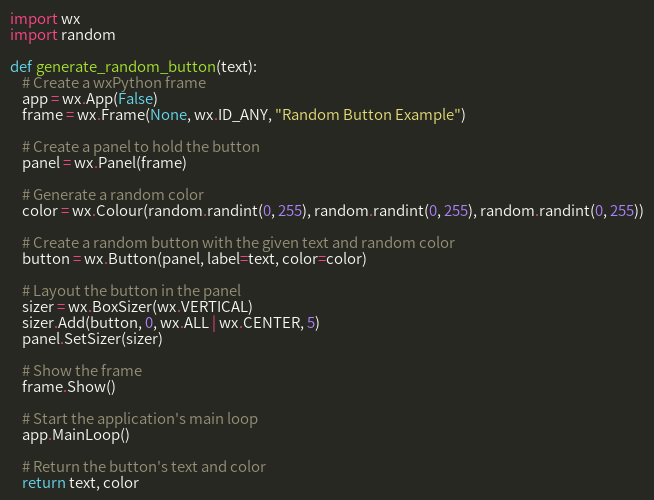 import wx
import random

def generate_random_button(text):
    # Create a wxPython frame
    app = wx.App(False)
    frame = wx.Frame(None, wx.ID_ANY, "Random Button Example")

    # Create a panel to hold the button
    panel = wx.Panel(frame)

    # Generate a random color
    color = wx.Colour(random.randint(0, 255), random.randint(0, 255), random.randint(0, 255))

    # Create a random button with the given text and random color
    button = wx.Button(panel, label=text, color=color)

    # Layout the button in the panel
    sizer = wx.BoxSizer(wx.VERTICAL)
    sizer.Add(button, 0, wx.ALL | wx.CENTER, 5)
    panel.SetSizer(sizer)

    # Show the frame
    frame.Show()

    # Start the application's main loop
    app.MainLoop()

    # Return the button's text and color
    return text, color